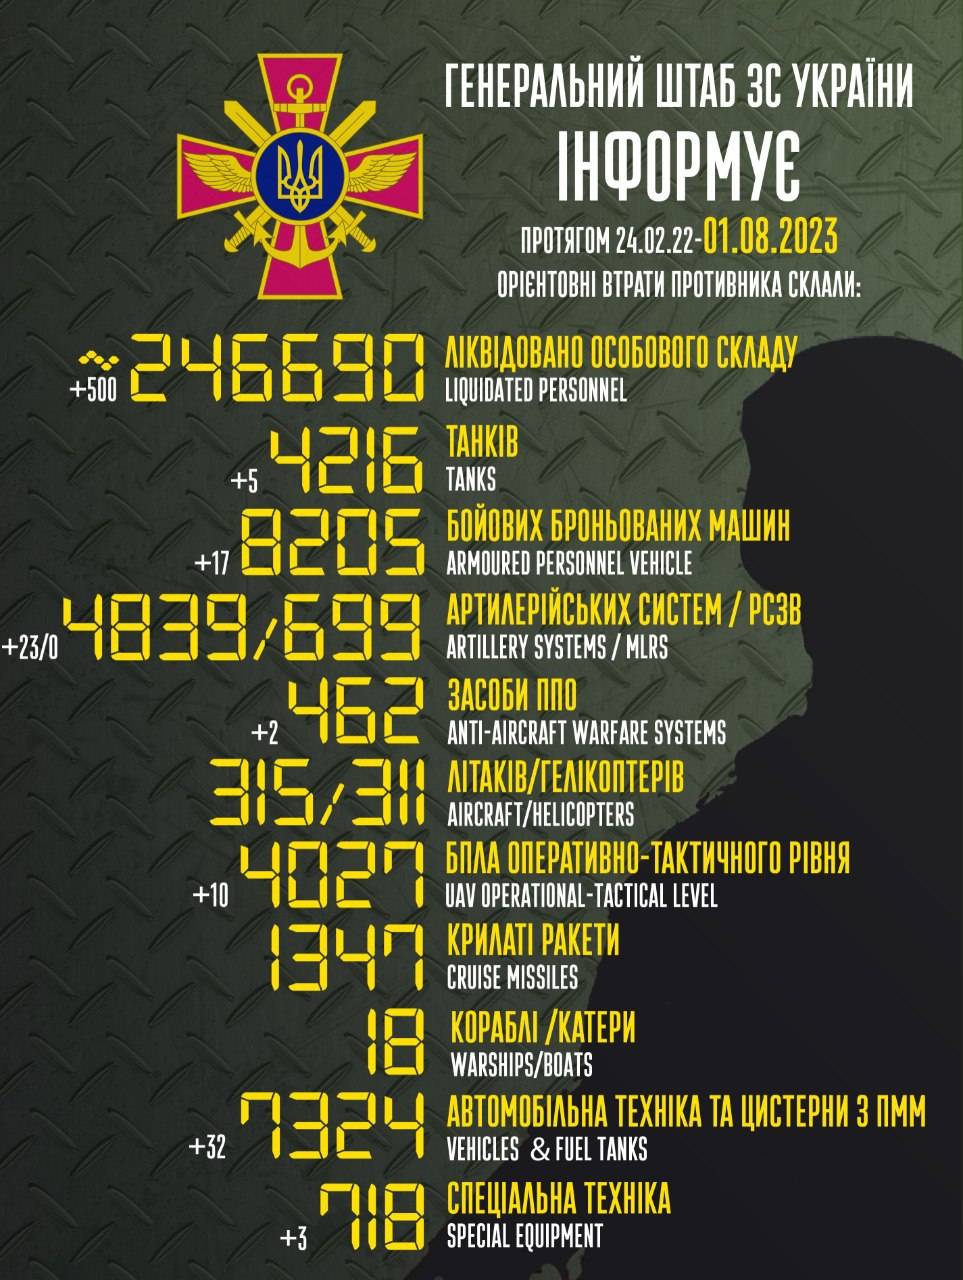 ГЕНЕРАЛЬНИЙ ШТАБ ЗС УКРАЇНИ
ІНФОРМУЄ
ПРОТЯГОМ 24.02.22-01.08.2023
ОРІЄНТОВНІ ВТРАТИ ПРОТИВНИКА СКЛАЛИ:
~246690 ЛІКВІДОВАНО ОСОБОВОГО СКЛАДУ
+500 LIQUIDATED PERSONNEL
4216 ТАНКІВ
+5 TANKS
8205 БОЙОВИХ БРОНЬОВАНИХ МАШИН
+17 ARMOURED PERSONNEL VEHICLE
4839/699 АРТИЛЕРІЙСЬКИХ СИСТЕМ / РСЗВ
+23/0 ARTILLERY SYSTEMS / MLRS
462 ЗАСОБИ ППО
+2 ANTI-AIRCRAFT WARFARE SYSTEMS
315/311 ЛІТАКІВ/ГЕЛІКОПТЕРІВ
AIRCRAFT/HELICOPTERS
4027 БПЛА ОПЕРАТИВНО-ТАКТИЧНОГО РІВНЯ
+10 UAV OPERATIONAL-TACTICAL LEVEL
1347 КРИЛАТІ РАКЕТИ
CRUISE MISSILES
18 КОРАБЛІ /КАТЕРИ
WARSHIPS/BOATS
7324 АВТОМОБІЛЬНА ТЕХНІКА ТА ЦИСТЕРНИ З ПММ
+32 VEHICLES & FUEL TANKS
718 СПЕЦІАЛЬНА ТЕХНІКА
+3 SPECIAL EQUIPMENT